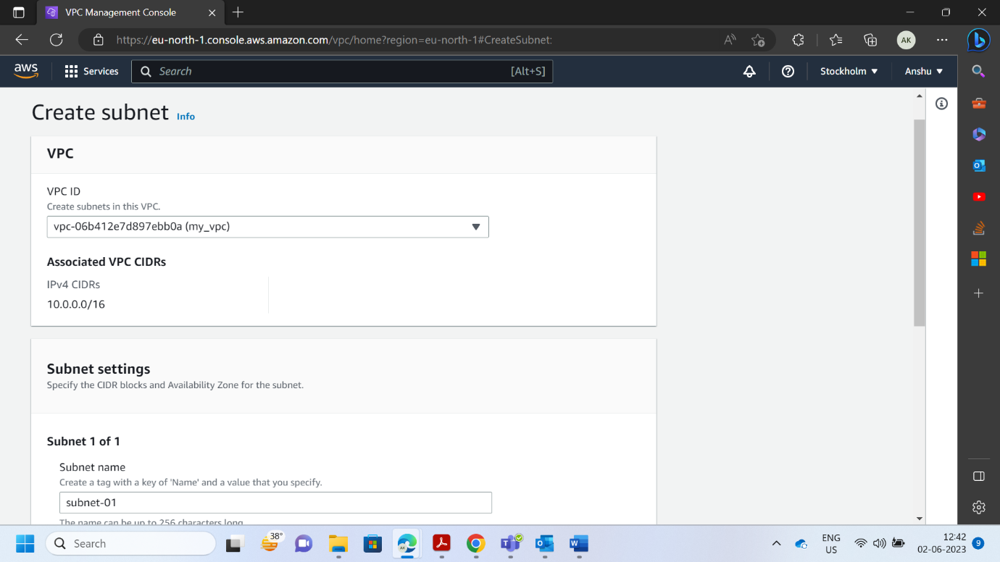 VPC Management Console
https://eu-north-1.console.aws.amazon.com/vpc/home?region=eu-north-1#CreateSubnet:
AK
aws
Services
Search
[Alt+S]
Stockholm
Anshu
Create subnet Info
VPC
VPC ID
Create subnets in this VPC.
vpc-06b412e7d897ebb0a (my_vpc)
Associated VPC CIDRs
IPv4 CIDRs
10.0.0.0/16
Subnet settings
Specify the CIDR blocks and Availability Zone for the subnet.
Subnet 1 of 1
Subnet name
Create a tag with a key of 'Name' and a value that you specify.
subnet-01
The name can be up to 256 characters long
Search
38°
ENG
US
12:42
02-06-2023
9